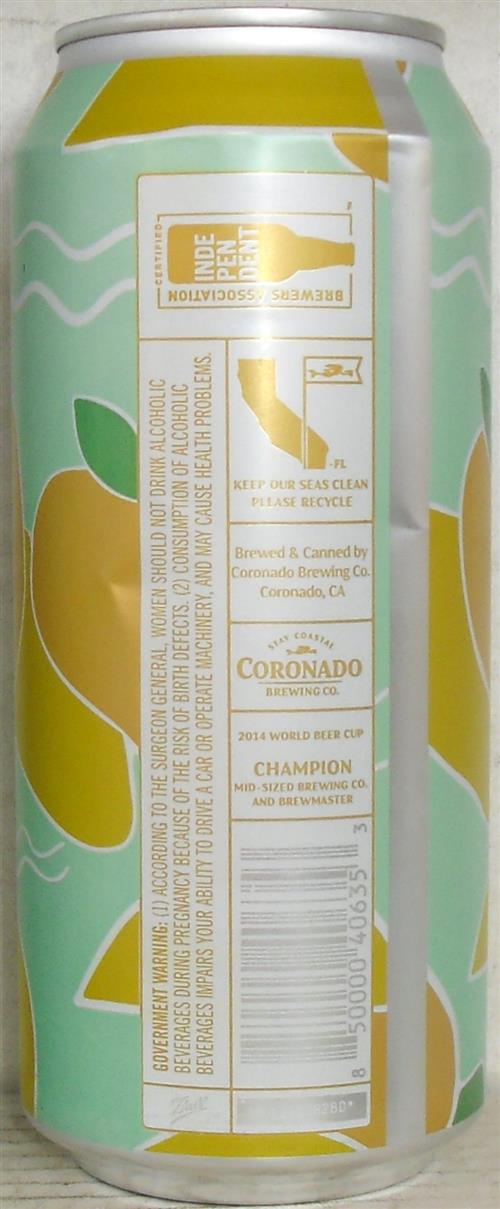 CERTIFIED
INDE
PEN
DENT
™
BREWERS ASSOCIATION
GOVERNMENT WARNING: (1) ACCORDING TO THE SURGEON GENERAL, WOMEN SHOULD NOT DRINK ALCOHOLIC
BEVERAGES DURING PREGNANCY BECAUSE OF THE RISK OF BIRTH DEFECTS. (2) CONSUMPTION OF ALCOHOLIC
BEVERAGES IMPAIRS YOUR ABILITY TO DRIVE A CAR OR OPERATE MACHINERY, AND MAY CAUSE HEALTH PROBLEMS.
-FL
KEEP OUR SEAS CLEAN
PLEASE RECYCLE
Brewed & Canned by
Coronado Brewing Co.
Coronado, CA
STAY COASTAL
CORONADO
BREWING CO.
2014 WORLD BEER CUP
CHAMPION
MID-SIZED BREWING CO.
AND BREWMASTER
8 50000 40635 3
Ball